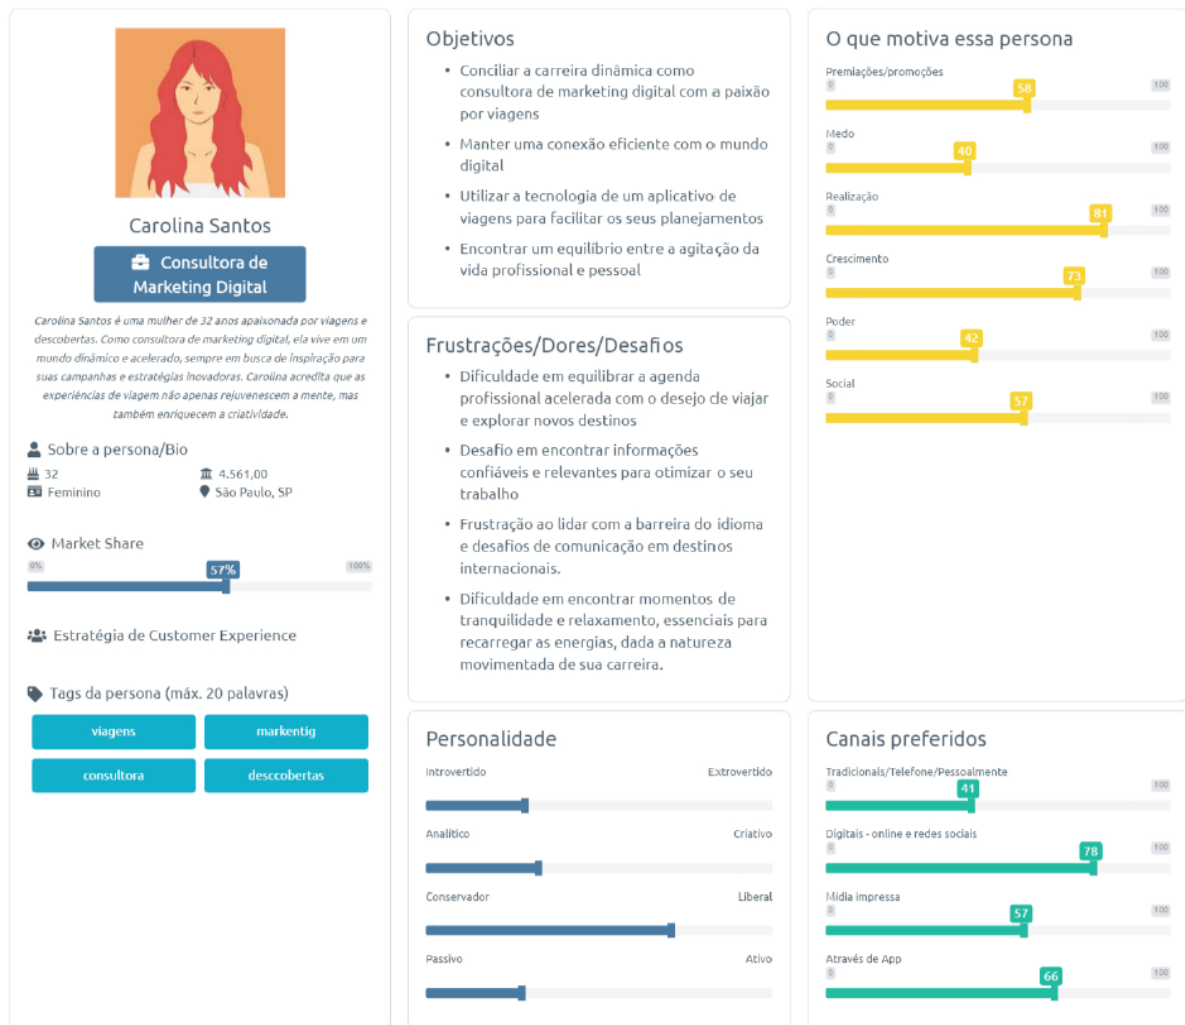 Carolina Santos
Consultora de
Marketing Digital
Carolina Santos é uma mulher de 32 anos apaixonada por viagens e
descobertas. Como consultora de marketing digital, ela vive em um
mundo dinâmico e acelerado, sempre em busca de inspiração para
suas campanhas e estratégias inovadoras. Carolina acredita que as
experiências de viagem não apenas rejuvenescem a mente, mas
também enriquecem a criatividade.
Sobre a persona/Bio
32
4.561,00
Feminino
São Paulo, SP
Market Share
0%
57%
100%
Estratégia de Customer Experience
Tags da persona (máx. 20 palavras)
viagens
markentig
consultora
desccobertas
Objetivos
• Conciliar a carreira dinâmica como
consultora de marketing digital com a paixão
por viagens
• Manter uma conexão eficiente com o mundo
digital
• Utilizar a tecnologia de um aplicativo de
viagens para facilitar os seus planejamentos
• Encontrar um equilíbrio entre a agitação da
vida profissional e pessoal
Frustrações/Dores/Desafios
• Dificuldade em equilibrar a agenda
profissional acelerada com o desejo de viajar
e explorar novos destinos
• Desafio em encontrar informações
confiáveis e relevantes para otimizar o seu
trabalho
• Frustração ao lidar com a barreira do idioma
e desafios de comunicação em destinos
internacionais.
• Dificuldade em encontrar momentos de
tranquilidade e relaxamento, essenciais para
recarregar as energias, dada a natureza
movimentada de sua carreira.
Personalidade
Introvertido
Extrovertido
Analítico
Criativo
Conservador
Liberal
Passivo
Ativo
O que motiva essa persona
Premiações/promoções
0
58
100
Medo
0
40
100
Realização
0
81
100
Crescimento
0
73
100
Poder
0
42
100
Social
0
57
100
Canais preferidos
Tradicionais/Telefone/Pessoalmente
0
41
100
Digitais - online e redes sociais
0
78
100
Mídia impressa
0
57
100
Através de App
0
66
100